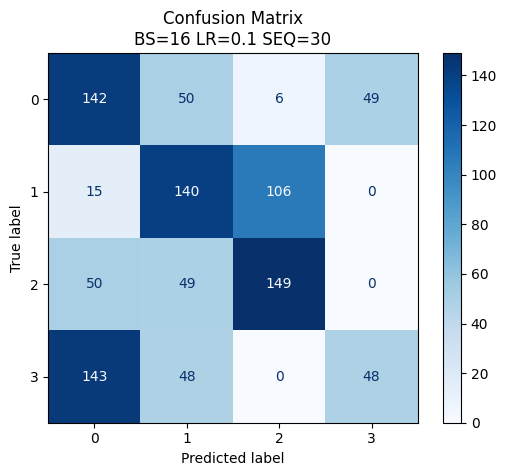 Confusion Matrix
BS=16 LR=0.1 SEQ=30
0 142 50 6 49
1 15 140 106 0
2 50 49 149 0
3 143 48 0 48
0 1 2 3
Predicted label
True label
140
120
100
80
60
40
20
0